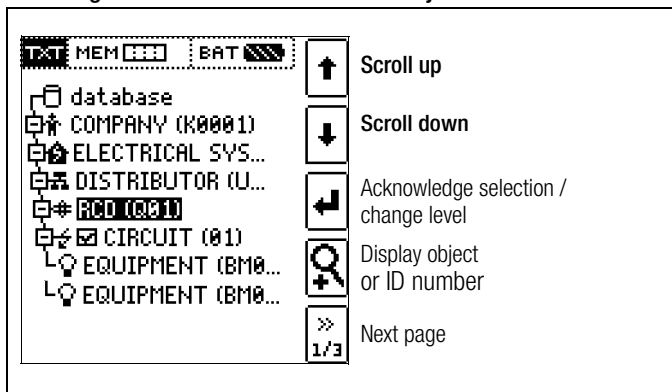 TXT MEM BAT
database
COMPANY (K0001)
ELECTRICAL SYS...
DISTRIBUTOR (U...
RCD (Q01)
CIRCUIT (01)
EQUIPMENT (BM0...
EQUIPMENT (BM0...
Scroll up
Scroll down
Acknowledge selection /
change level
Display object
or ID number
>>
1/3
Next page